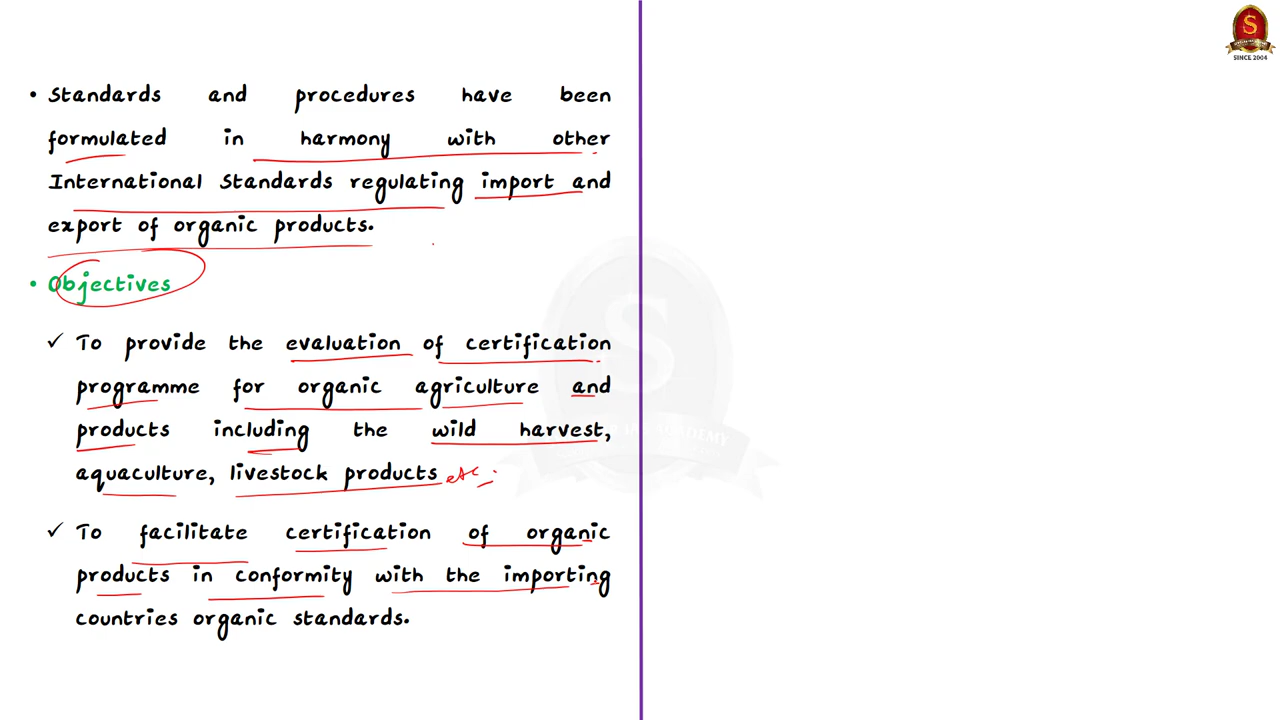 • Standards and procedures have been
formulated in harmony with other
International Standards regulating import and
export of organic products.
• Objectives
✓ To provide the evaluation of certification
programme for organic agriculture and
products including the wild harvest,
aquaculture, livestock products etc.
✓ To facilitate certification of organic
products in conformity with the importing
countries organic standards.
S
SINCE 2004